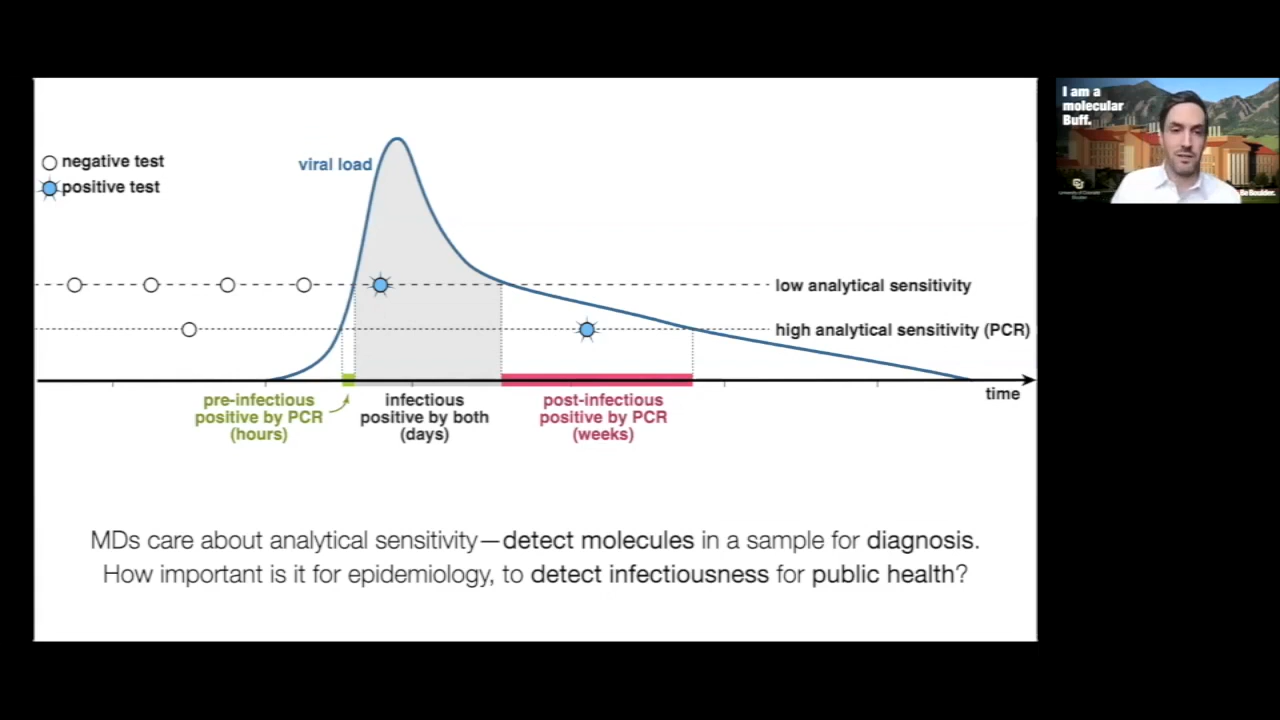 I am a
molecular
Buff.
negative test
positive test
viral load
low analytical sensitivity
high analytical sensitivity (PCR)
time
pre-infectious
positive by PCR
(hours)
infectious
positive by both
(days)
post-infectious
positive by PCR
(weeks)
MDs care about analytical sensitivity—detect molecules in a sample for diagnosis.
How important is it for epidemiology, to detect infectiousness for public health?
Be Boulder.